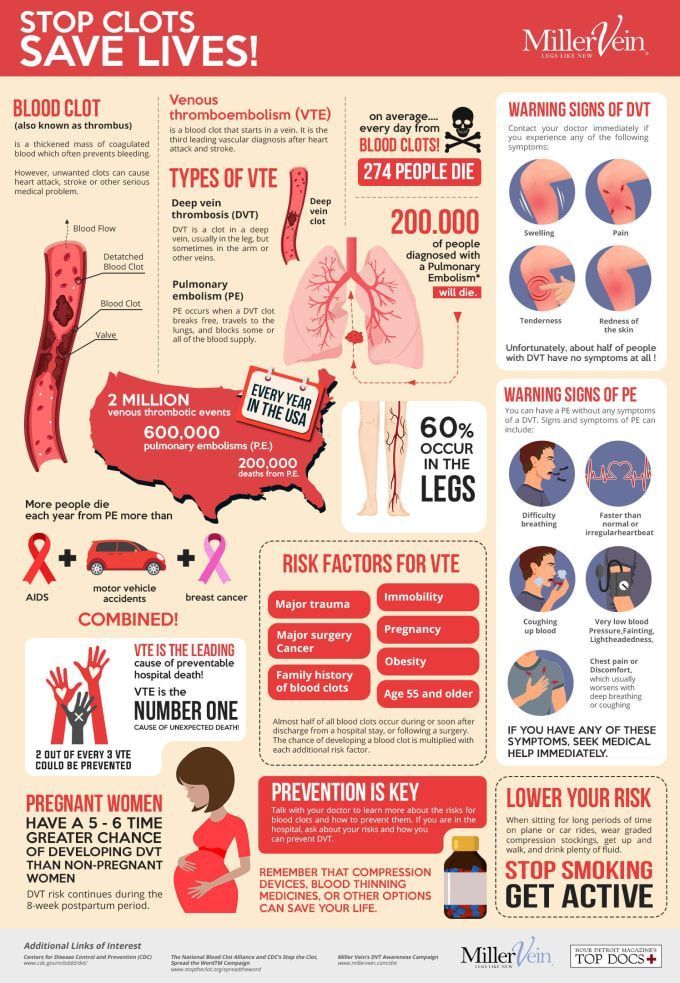 STOP CLOTS
SAVE LIVES!
MillerVein
LEGS LIKE NEW
BLOOD CLOT
(also known as thrombus)
is a thickened mass of coagulated
blood which often prevents bleeding.
However, unwanted clots can cause
heart attack, stroke or other serious
medical problem.
Blood Flow
Detatched
Blood Clot
Blood Clot
Valve
Venous
thromboembolism (VTE)
is a blood clot that starts in a vein. It is the
third leading vascular diagnosis after heart
attack and stroke.
TYPES OF VTE
Deep vein
thrombosis (DVT)
DVT is a clot in a deep
vein, usually in the leg, but
sometimes in the arm or
other veins.
Deep
vein
clot
Pulmonary
embolism (PE)
PE occurs when a DVT clot
breaks free, travels to the
lungs, and blocks some or
all of the blood supply.
on average....
every day from
BLOOD CLOTS!
274 PEOPLE DIE
200.000
of people
diagnosed with
a Pulmonary
Embolism*
will die.
WARNING SIGNS OF DVT
Contact your doctor immediately if
you experience any of the following
symptoms:
Swelling
Pain
Tenderness
Redness of
the skin
Unfortunately, about half of people
with DVT have no symptoms at all !
2 MILLION
venous thrombotic events
600,000
pulmonary embolisms (P.E.)
200,000
deaths from P.E.
EVERY YEAR
IN THE USA
60%
OCCUR
IN THE
LEGS
WARNING SIGNS OF PE
You can have a PE without any symptoms
of a DVT. Signs and symptoms of PE can
include:
Difficulty
breathing
Faster than
normal or
irregularheartbeat
Coughing
up blood
Very low blood
Pressure,Fainting,
Lightheadedness,
Chest pain or
Discomfort,
which usually
worsens with
deep breathing
or coughing
IF YOU HAVE ANY OF THESE
SYMPTOMS, SEEK MEDICAL
HELP IMMEDIATELY.
More people die
each year from PE more than
AIDS
+
motor vehicle
accidents
+
breast cancer
COMBINED!
2 OUT OF EVERY 3 VTE
COULD BE PREVENTED
VTE IS THE LEADING
cause of preventable
hospital death!
VTE is the
NUMBER ONE
CAUSE OF UNEXPECTED DEATH!
RISK FACTORS FOR VTE
Major trauma
Major surgery
Cancer
Family history
of blood clots
Immobility
Pregnancy
Obesity
Age 55 and older
Almost half of all blood clots occur during or soon after
discharge from a hospital stay, or following a surgery.
The chance of developing a blood clot is multiplied with
each additional risk factor.
PREGNANT WOMEN
HAVE A 5 - 6 TIME
GREATER CHANCE
OF DEVELOPING DVT
THAN NON-PREGNANT
WOMEN
DVT risk continues during the
8-week postpartum period.
PREVENTION IS KEY
Talk with your doctor to learn more about the risks for
blood clots and how to prevent them. If you are in the
hospital, ask about your risks and how you
can prevent DVT.
REMEMBER THAT COMPRESSION
DEVICES, BLOOD THINNING
MEDICINES, OR OTHER OPTIONS
CAN SAVE YOUR LIFE.
LOWER YOUR RISK
When sitting for long periods of time
on plane or car rides, wear graded
compression stockings, get up and
walk, and drink plenty of fluid.
STOP SMOKING
GET ACTIVE
Additional Links of Interest
Centers for Disease Control and Prevention (CDC)
www.cdc.gov/ncbddd/dvt/
The National Blood Clot Alliance and CDC's Stop the Clot,
Spread the WordTM Campaign
www.stoptheclot.org/spreadtheword
Miller Vein's DVT Awareness Campaign
www.millervein.com/dvt
MillerVein
LEGS LIKE NEW
HOUR DETROIT MAGAZINE'S
TOP DOCS+